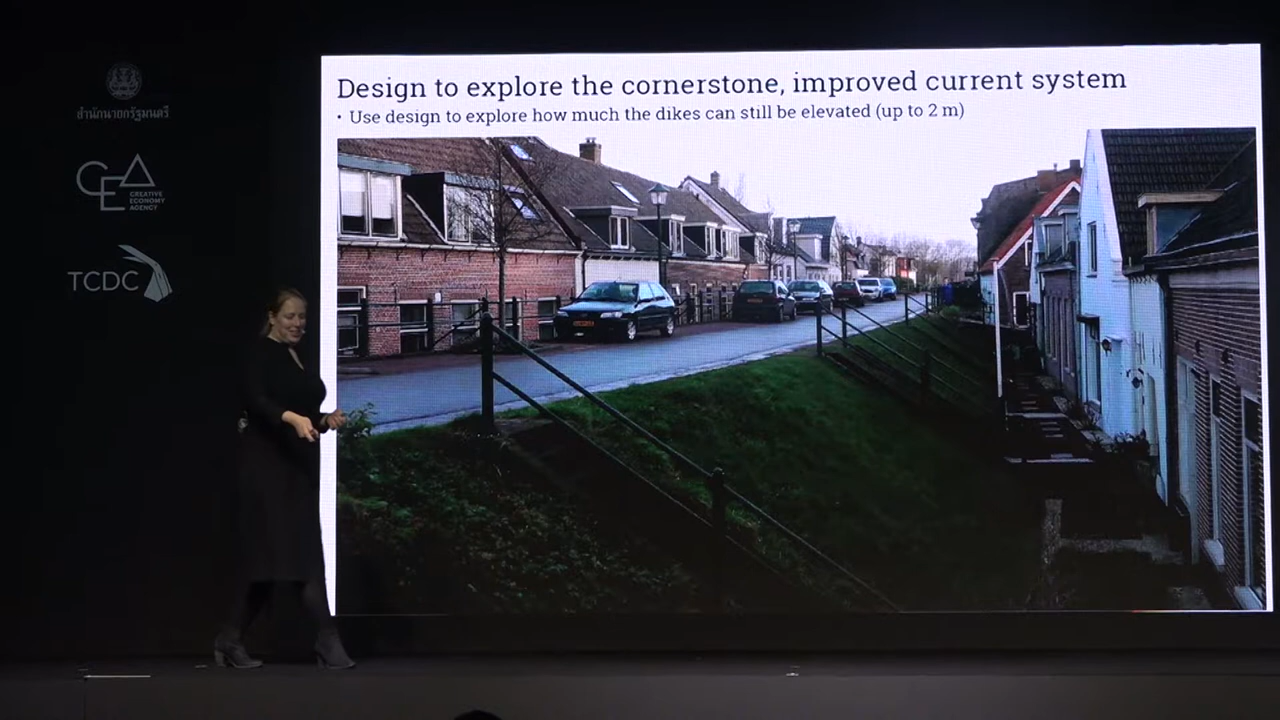 สำนักนายกรัฐมนตรี
CEA
CREATIVE
ECONOMY
AGENCY
TCDC
Design to explore the cornerstone, improved current system
• Use design to explore how much the dikes can still be elevated (up to 2 m)